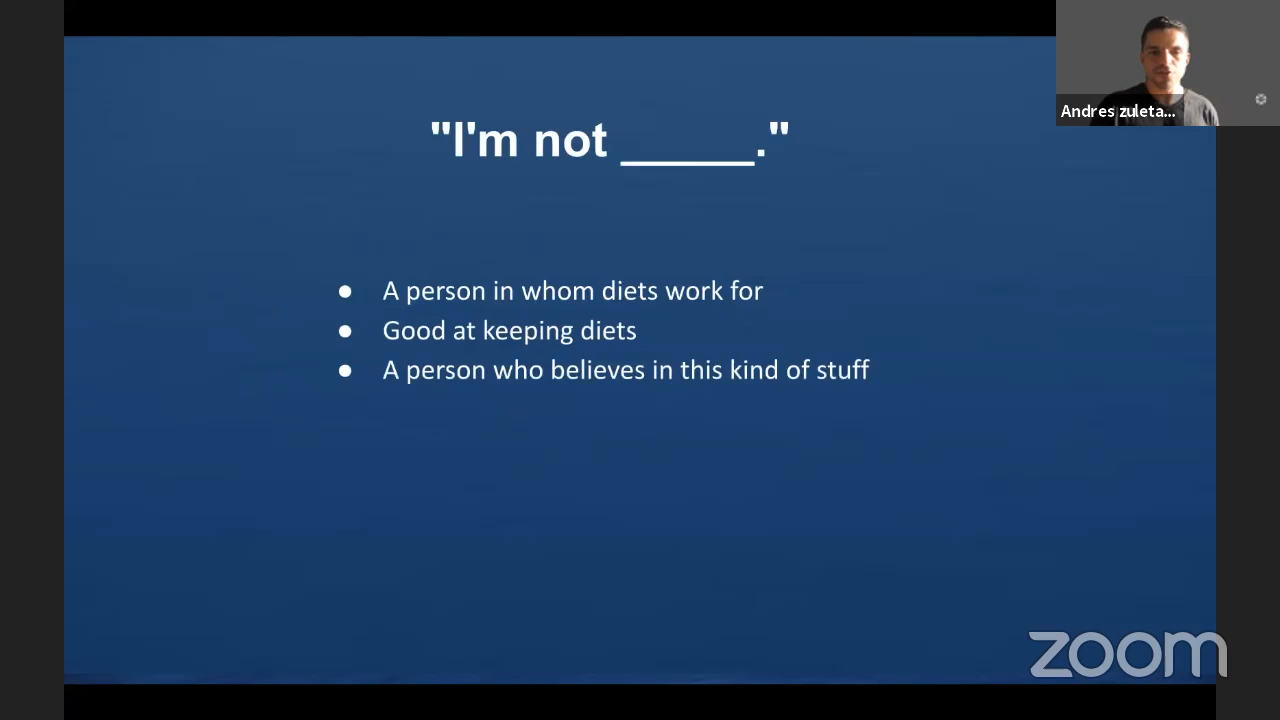 Andres zuleta...
"I'm not _____."
● A person in whom diets work for
● Good at keeping diets
● A person who believes in this kind of stuff
zoom